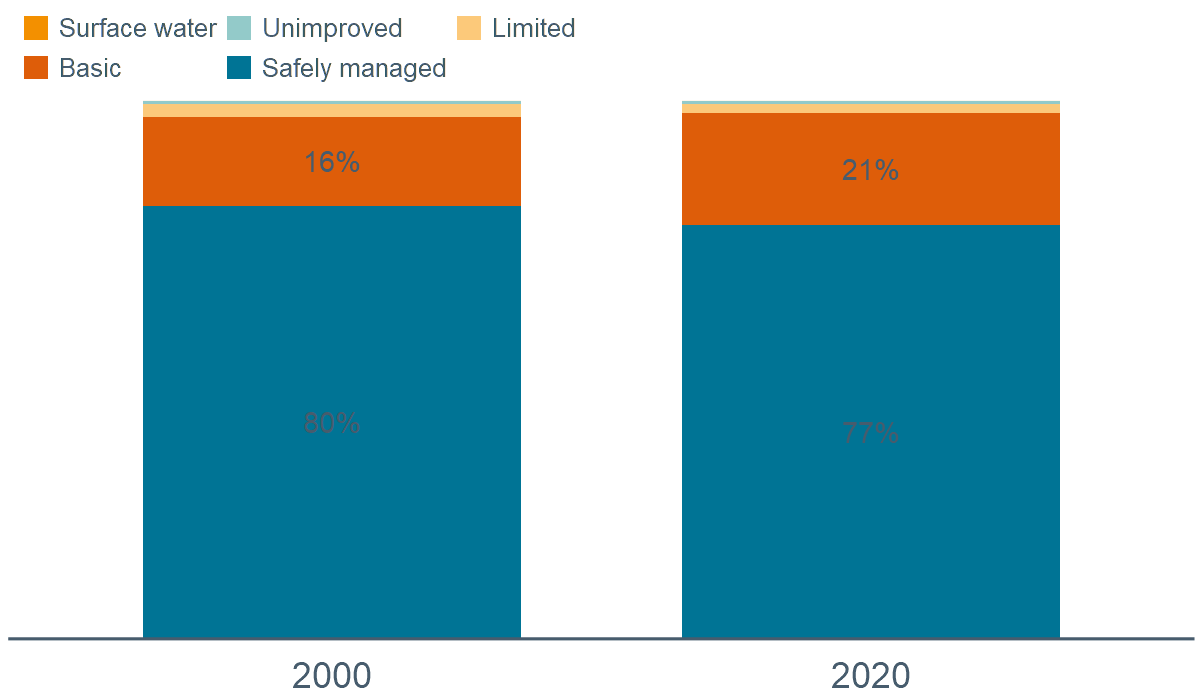 Surface water Unimproved Limited
Basic Safely managed
16% 21%
80% 77%
2000 2020